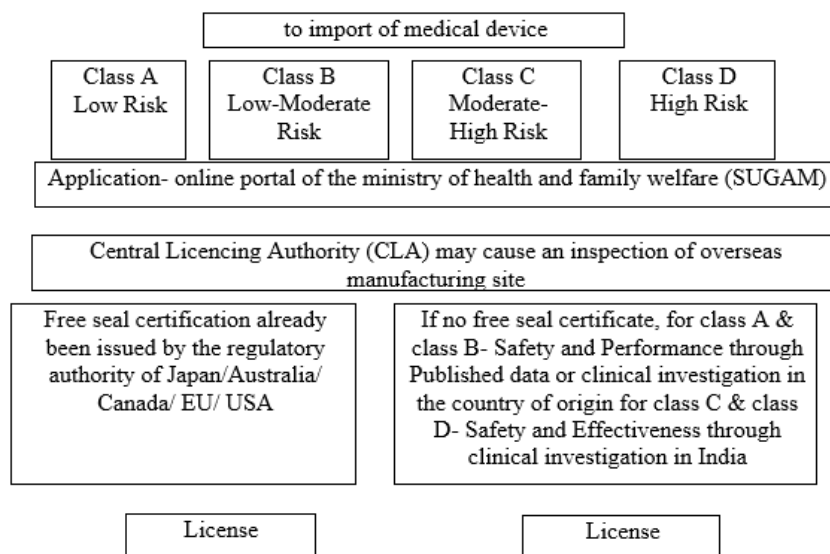 to import of medical device
Class A
Low Risk
Class B
Low-Moderate
Risk
Class C
Moderate-
High Risk
Class D
High Risk
Application- online portal of the ministry of health and family welfare (SUGAM)
Central Licencing Authority (CLA) may cause an inspection of overseas
manufacturing site
Free seal certification already
been issued by the regulatory
authority of Japan/Australia/
Canada/ EU/ USA
If no free seal certificate, for class A &
class B- Safety and Performance through
Published data or clinical investigation in
the country of origin for class C & class
D- Safety and Effectiveness through
clinical investigation in India
License
License